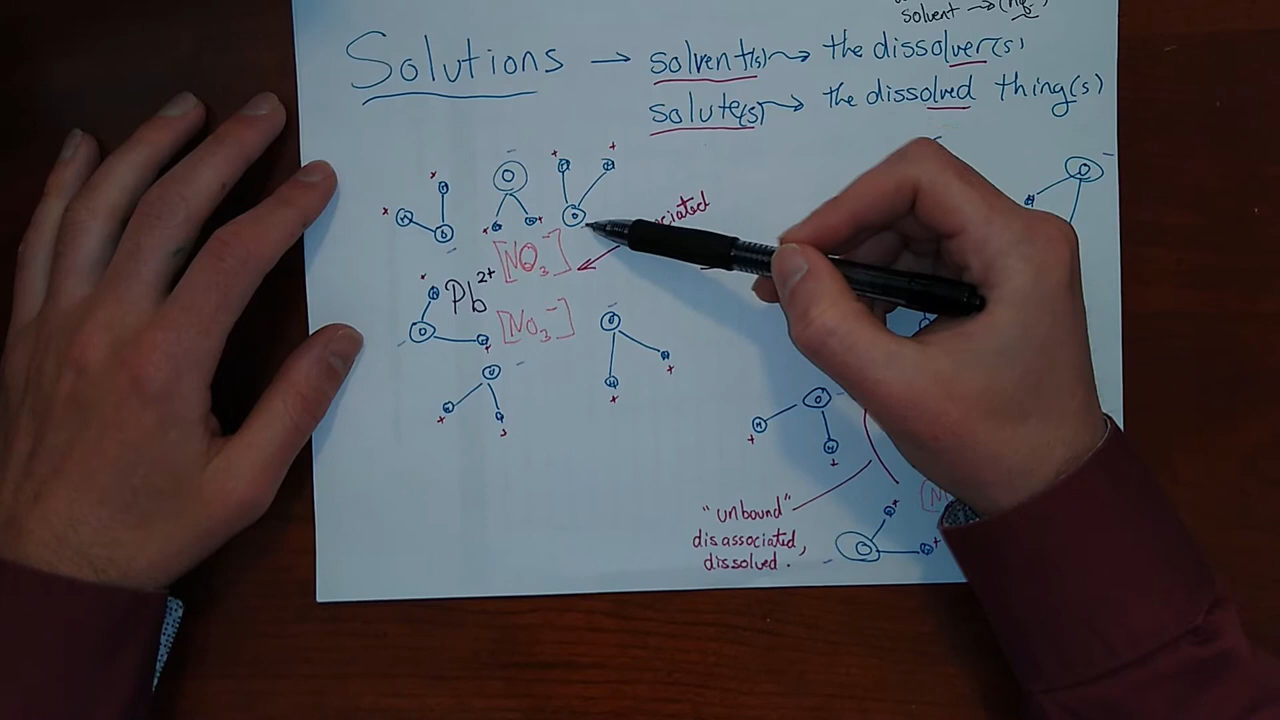 solvent →
Solutions → solvent(s) → the dissolver(s)
solute(s) → the dissolved thing(s)
[NO₃⁻]
Pb²⁺
[NO₃⁻]
"unbound"
disassociated,
dissolved.